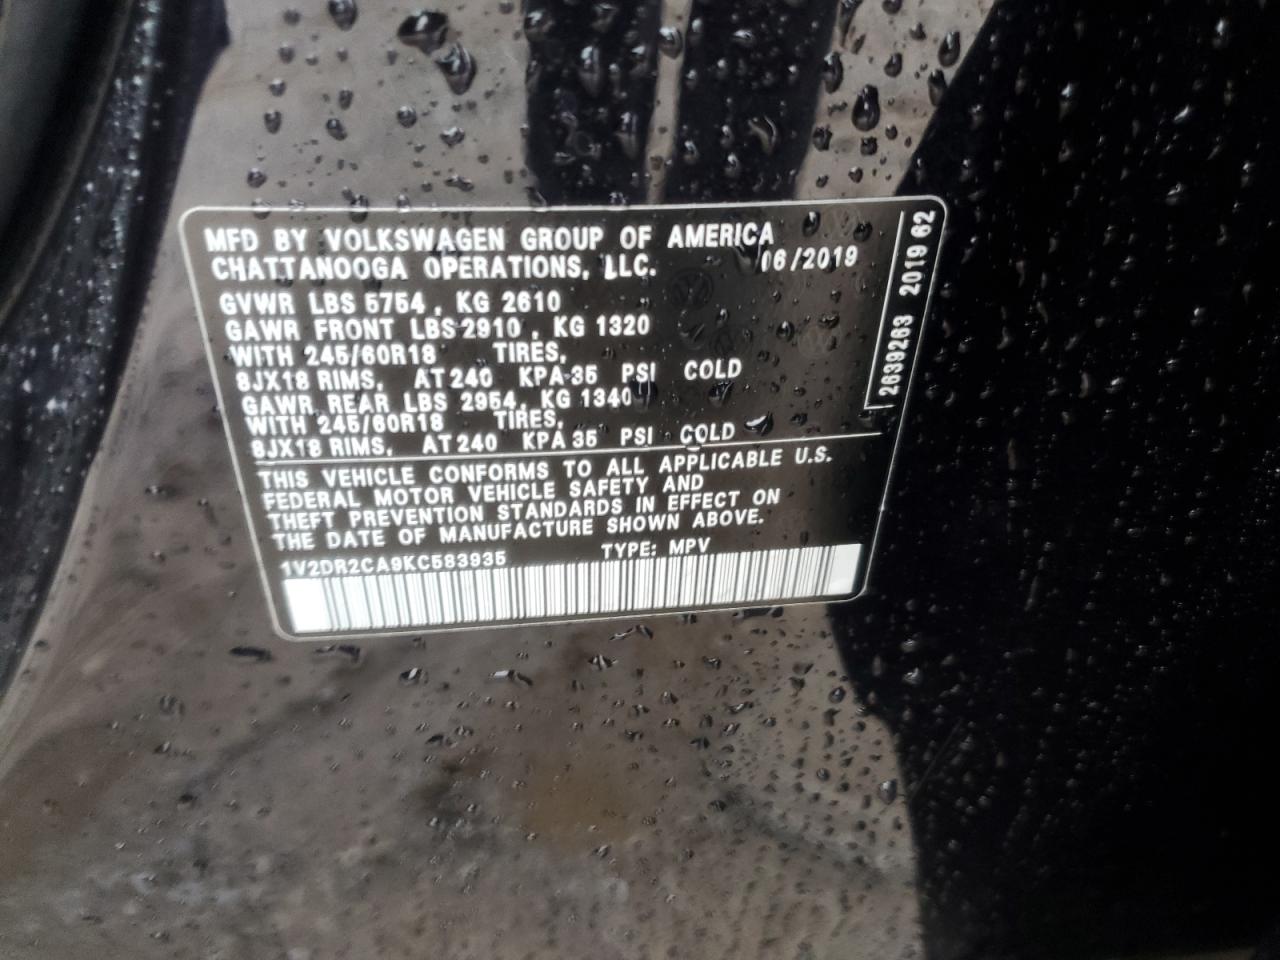 MFD BY VOLKSWAGEN GROUP OF AMERICA
CHATTANOOGA OPERATIONS, LLC. 06/2019
GVWR LBS 5754, KG 2610
GAWR FRONT LBS 2910, KG 1320
WITH 245/60R18 TIRES,
8JX18 RIMS, AT 240 KPA 35 PSI COLD
GAWR REAR LBS 2954, KG 1340
WITH 245/60R18 TIRES,
8JX18 RIMS, AT 240 KPA 35 PSI COLD
THIS VEHICLE CONFORMS TO ALL APPLICABLE U.S.
FEDERAL MOTOR VEHICLE SAFETY AND
THEFT PREVENTION STANDARDS IN EFFECT ON
THE DATE OF MANUFACTURE SHOWN ABOVE.
1V2DR2CA9KC583935 TYPE: MPV
2639263 2019 62